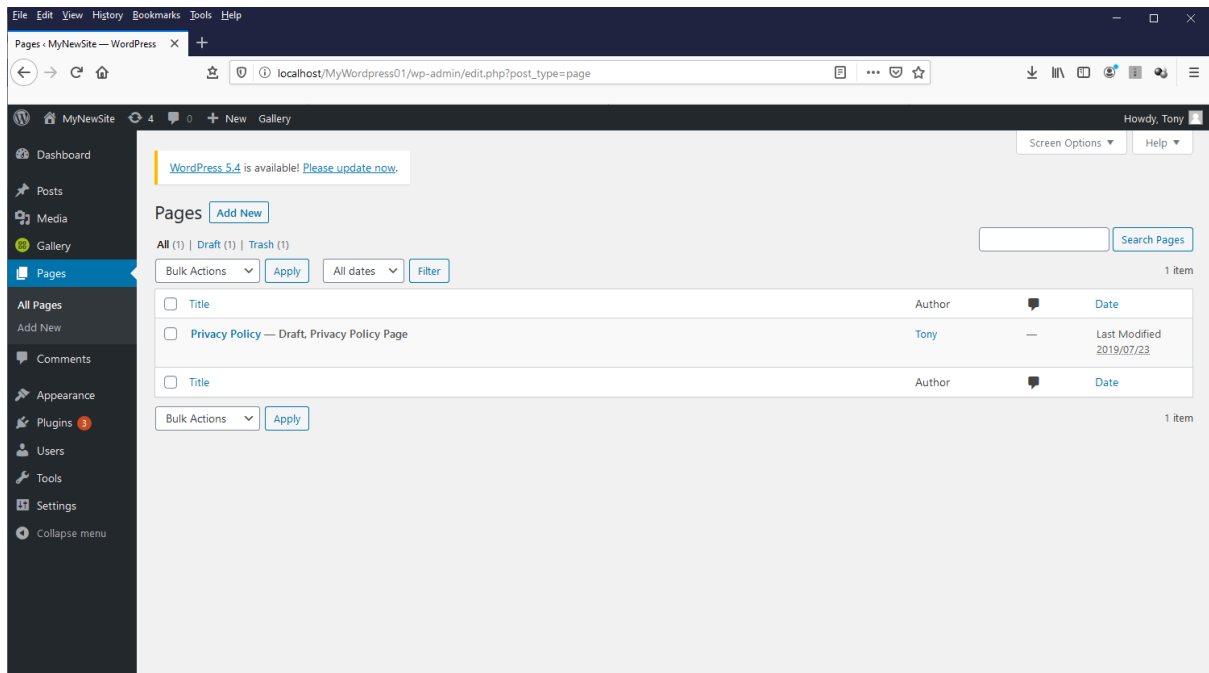 File Edit View History Bookmarks Tools Help
Pages ‹ MyNewSite — WordPress
localhost/MyWordpress01/wp-admin/edit.php?post_type=page
MyNewSite 4 0 + New Gallery Howdy, Tony
Dashboard
Posts
Media
Gallery
Pages
All Pages
Add New
Comments
Appearance
Plugins 3
Users
Tools
Settings
Collapse menu
Screen Options ▼ Help ▼
WordPress 5.4 is available! Please update now.
Pages Add New
All (1) | Draft (1) | Trash (1)
Search Pages
Bulk Actions Apply All dates Filter 1 item
Title Author Date
Privacy Policy — Draft, Privacy Policy Page Tony — Last Modified
2019/07/23
Title Author Date
Bulk Actions Apply 1 item